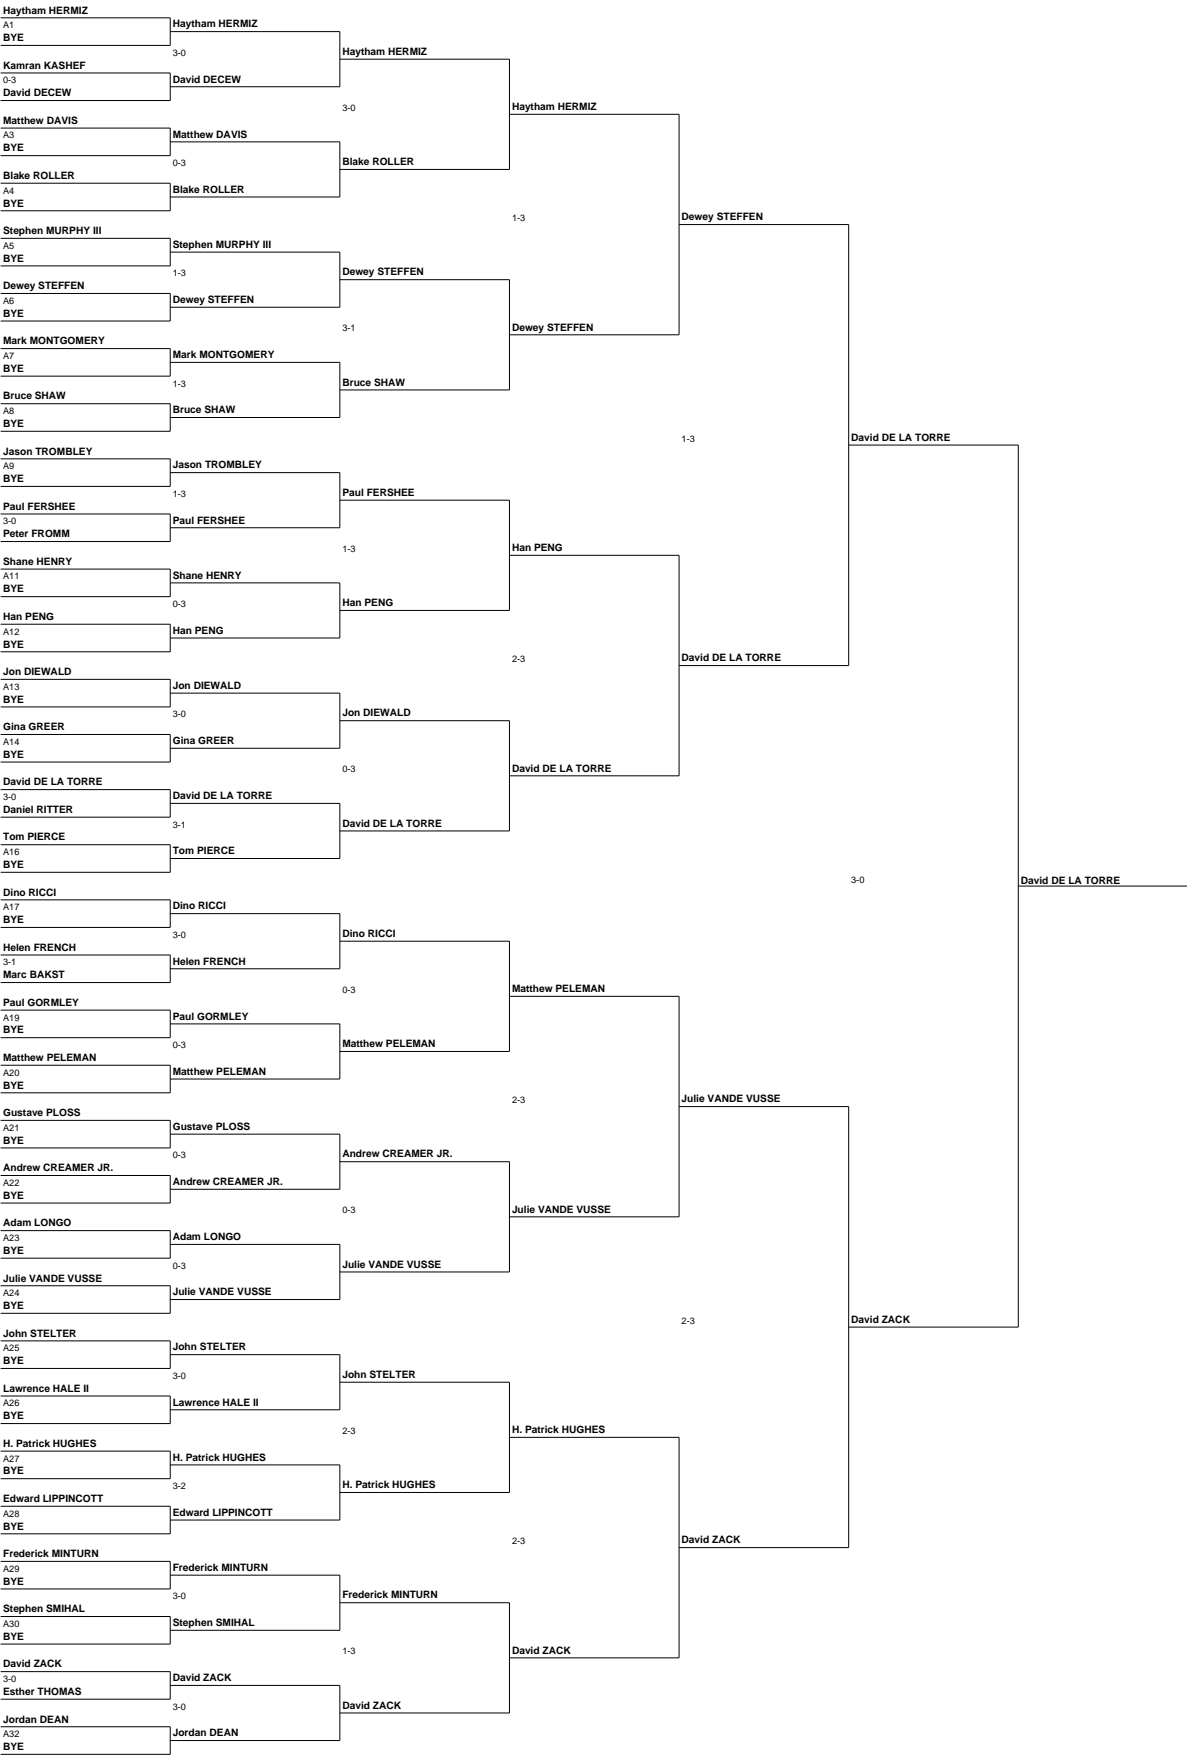 Haytham HERMIZ
A1
BYE
Haytham HERMIZ
3-0
Haytham HERMIZ
Kamran KASHEF
0-3
David DECEW
David DECEW
3-0
Haytham HERMIZ
Matthew DAVIS
A3
BYE
Matthew DAVIS
0-3
Blake ROLLER
Blake ROLLER
A4
BYE
Blake ROLLER
1-3
Dewey STEFFEN
Stephen MURPHY III
A5
BYE
Stephen MURPHY III
1-3
Dewey STEFFEN
Dewey STEFFEN
A6
BYE
Dewey STEFFEN
3-1
Dewey STEFFEN
Mark MONTGOMERY
A7
BYE
Mark MONTGOMERY
1-3
Bruce SHAW
Bruce SHAW
A8
BYE
Bruce SHAW
1-3
David DE LA TORRE
Jason TROMBLEY
A9
BYE
Jason TROMBLEY
1-3
Paul FERSHEE
Paul FERSHEE
3-0
Peter FROMM
Paul FERSHEE
1-3
Han PENG
Shane HENRY
A11
BYE
Shane HENRY
0-3
Han PENG
Han PENG
A12
BYE
Han PENG
2-3
David DE LA TORRE
Jon DIEWALD
A13
BYE
Jon DIEWALD
3-0
Jon DIEWALD
Gina GREER
A14
BYE
Gina GREER
0-3
David DE LA TORRE
David DE LA TORRE
3-0
Daniel RITTER
David DE LA TORRE
3-1
David DE LA TORRE
Tom PIERCE
A16
BYE
Tom PIERCE
3-0
David DE LA TORRE
Dino RICCI
A17
BYE
Dino RICCI
3-0
Dino RICCI
Helen FRENCH
3-1
Marc BAKST
Helen FRENCH
0-3
Matthew PELEMAN
Paul GORMLEY
A19
BYE
Paul GORMLEY
0-3
Matthew PELEMAN
Matthew PELEMAN
A20
BYE
Matthew PELEMAN
2-3
Julie VANDE VUSSE
Gustave PLOSS
A21
BYE
Gustave PLOSS
0-3
Andrew CREAMER JR.
Andrew CREAMER JR.
A22
BYE
Andrew CREAMER JR.
0-3
Julie VANDE VUSSE
Adam LONGO
A23
BYE
Adam LONGO
0-3
Julie VANDE VUSSE
Julie VANDE VUSSE
A24
BYE
Julie VANDE VUSSE
2-3
David ZACK
John STELTER
A25
BYE
John STELTER
3-0
John STELTER
Lawrence HALE II
A26
BYE
Lawrence HALE II
2-3
H. Patrick HUGHES
H. Patrick HUGHES
A27
BYE
H. Patrick HUGHES
3-2
H. Patrick HUGHES
Edward LIPPINCOTT
A28
BYE
Edward LIPPINCOTT
2-3
David ZACK
Frederick MINTURN
A29
BYE
Frederick MINTURN
3-0
Frederick MINTURN
Stephen SMIHAL
A30
BYE
Stephen SMIHAL
1-3
David ZACK
David ZACK
3-0
Esther THOMAS
David ZACK
3-0
David ZACK
Jordan DEAN
A32
BYE
Jordan DEAN